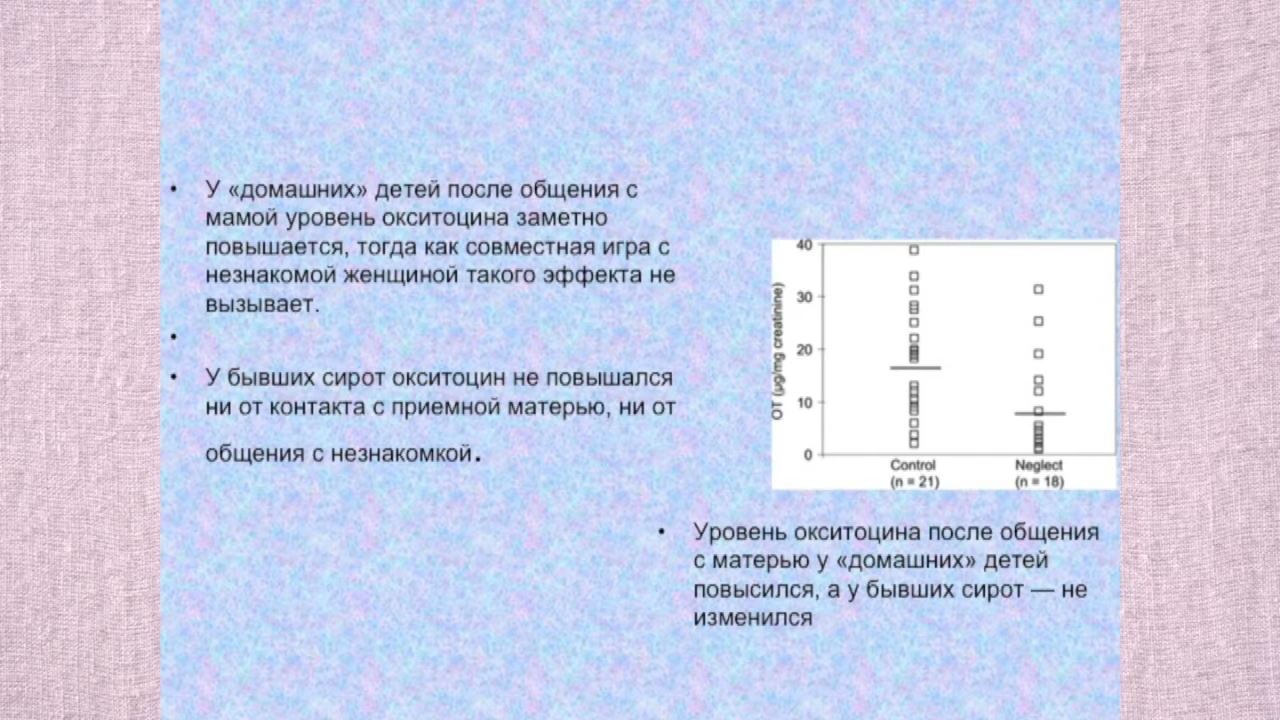 • У «домашних» детей после общения с
мамой уровень окситоцина заметно
повышается, тогда как совместная игра с
незнакомой женщиной такого эффекта не
вызывает.
•
• У бывших сирот окситоцин не повышался
ни от контакта с приемной матерью, ни от
общения с незнакомкой.
OT (µg/mg creatinine)
40
30
20
10
0
Control Neglect
(n = 21) (n = 18)
• Уровень окситоцина после общения
с матерью у «домашних» детей
повысился, а у бывших сирот — не
изменился